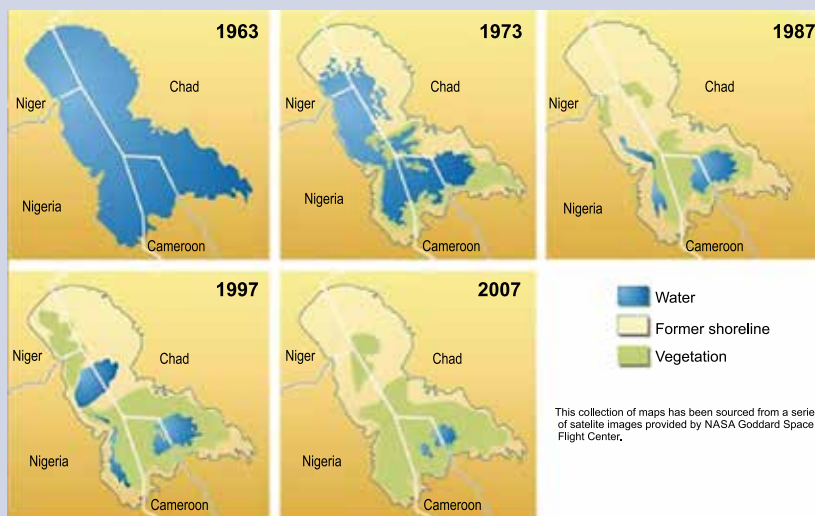 1963
Chad
Niger
Nigeria
Cameroon
1973
Chad
Niger
Nigeria
Cameroon
1987
Chad
Niger
Nigeria
Cameroon
1997
Chad
Niger
Nigeria
Cameroon
2007
Chad
Niger
Nigeria
Cameroon
Water
Former shoreline
Vegetation
This collection of maps has been sourced from a serie
of satelite images provided by NASA Goddard Space
Flight Center.